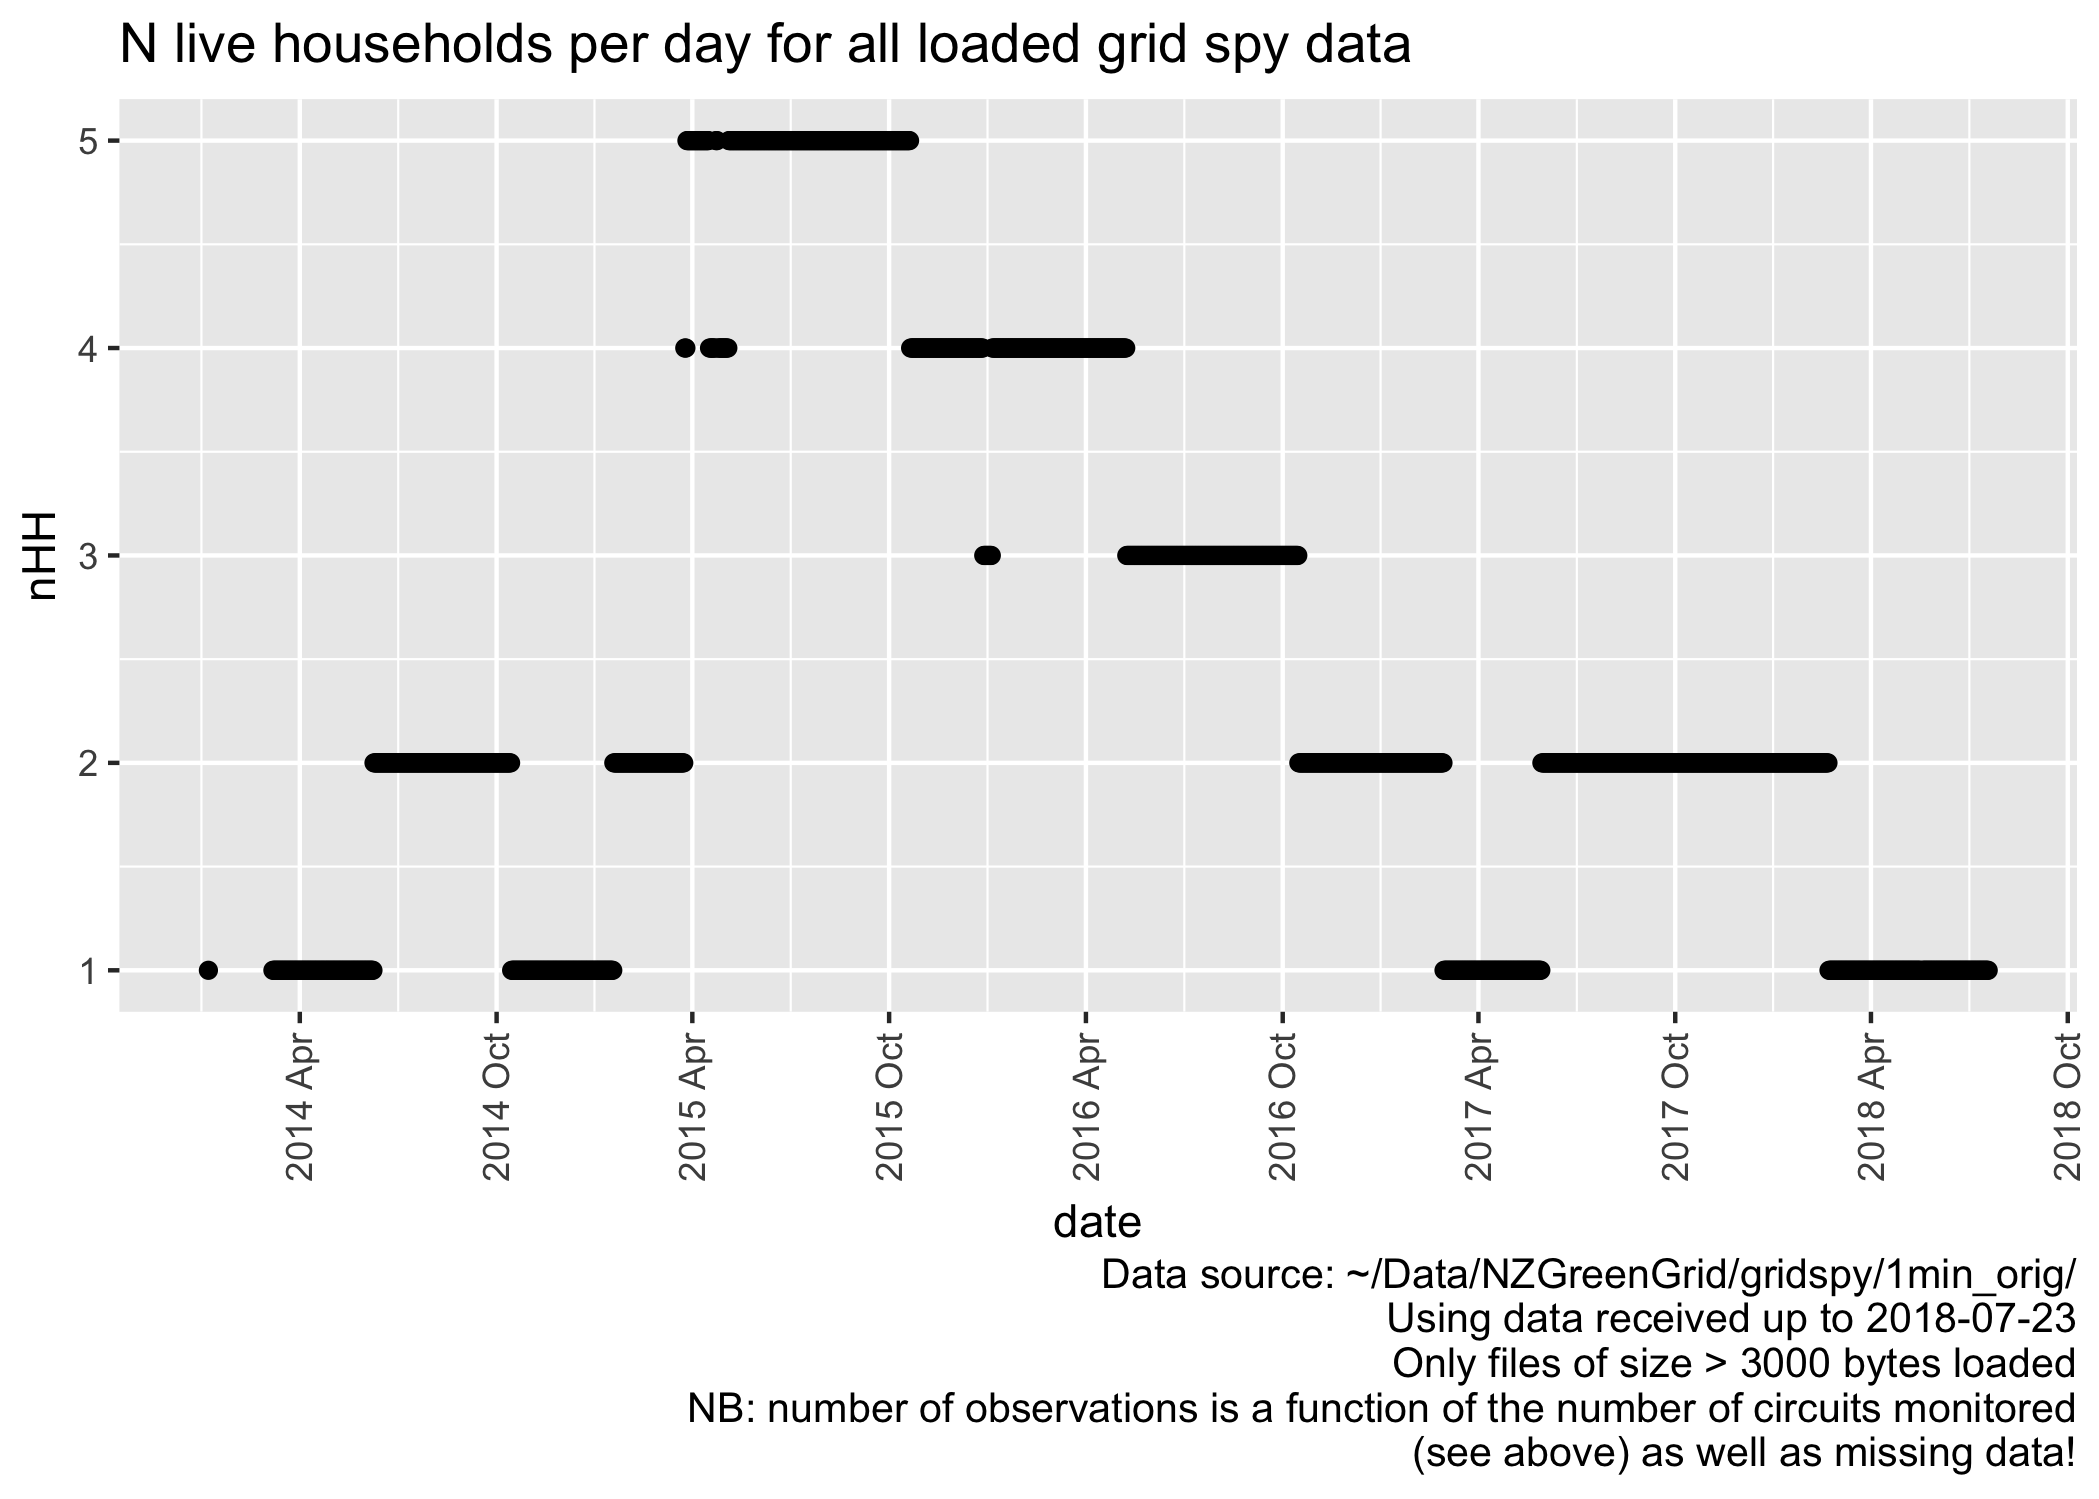 N live households per day for all loaded grid spy data
nHH
5
4
3
2
1
2014 Apr
2014 Oct
2015 Apr
2015 Oct
2016 Apr
2016 Oct
2017 Apr
2017 Oct
2018 Apr
2018 Oct
date
Data source: ~/Data/NZGreenGrid/gridspy/1min_orig/
Using data received up to 2018-07-23
Only files of size > 3000 bytes loaded
NB: number of observations is a function of the number of circuits monitored
(see above) as well as missing data!